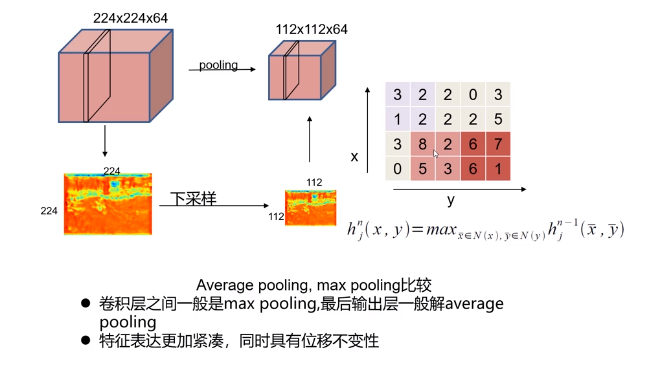 224x224x64
112x112x64
pooling
3 2 2 0 3
1 2 2 2 5
3 8 2 6 7
0 5 3 6 1
x
y
224
224
下采样
112
112
h_j^n(x, y)=max_{x̄∈N(x), ȳ∈N(y)} h_j^{n-1}(x̄, ȳ)
Average pooling, max pooling比较
● 卷积层之间一般是max pooling,最后输出层一般解average
pooling
● 特征表达更加紧凑，同时具有位移不变性